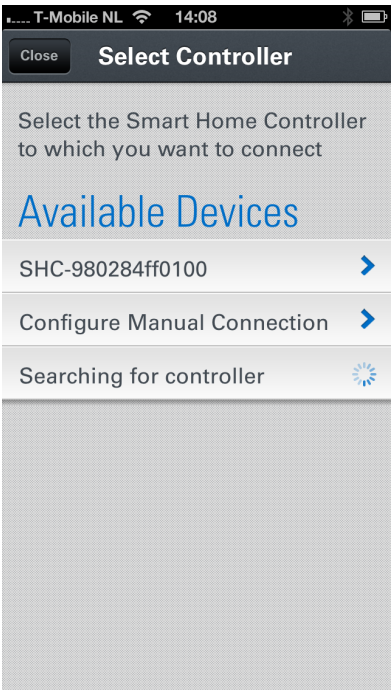 T-Mobile NL 14:08
Close Select Controller
Select the Smart Home Controller
to which you want to connect
Available Devices
SHC-980284ff0100
Configure Manual Connection
Searching for controller